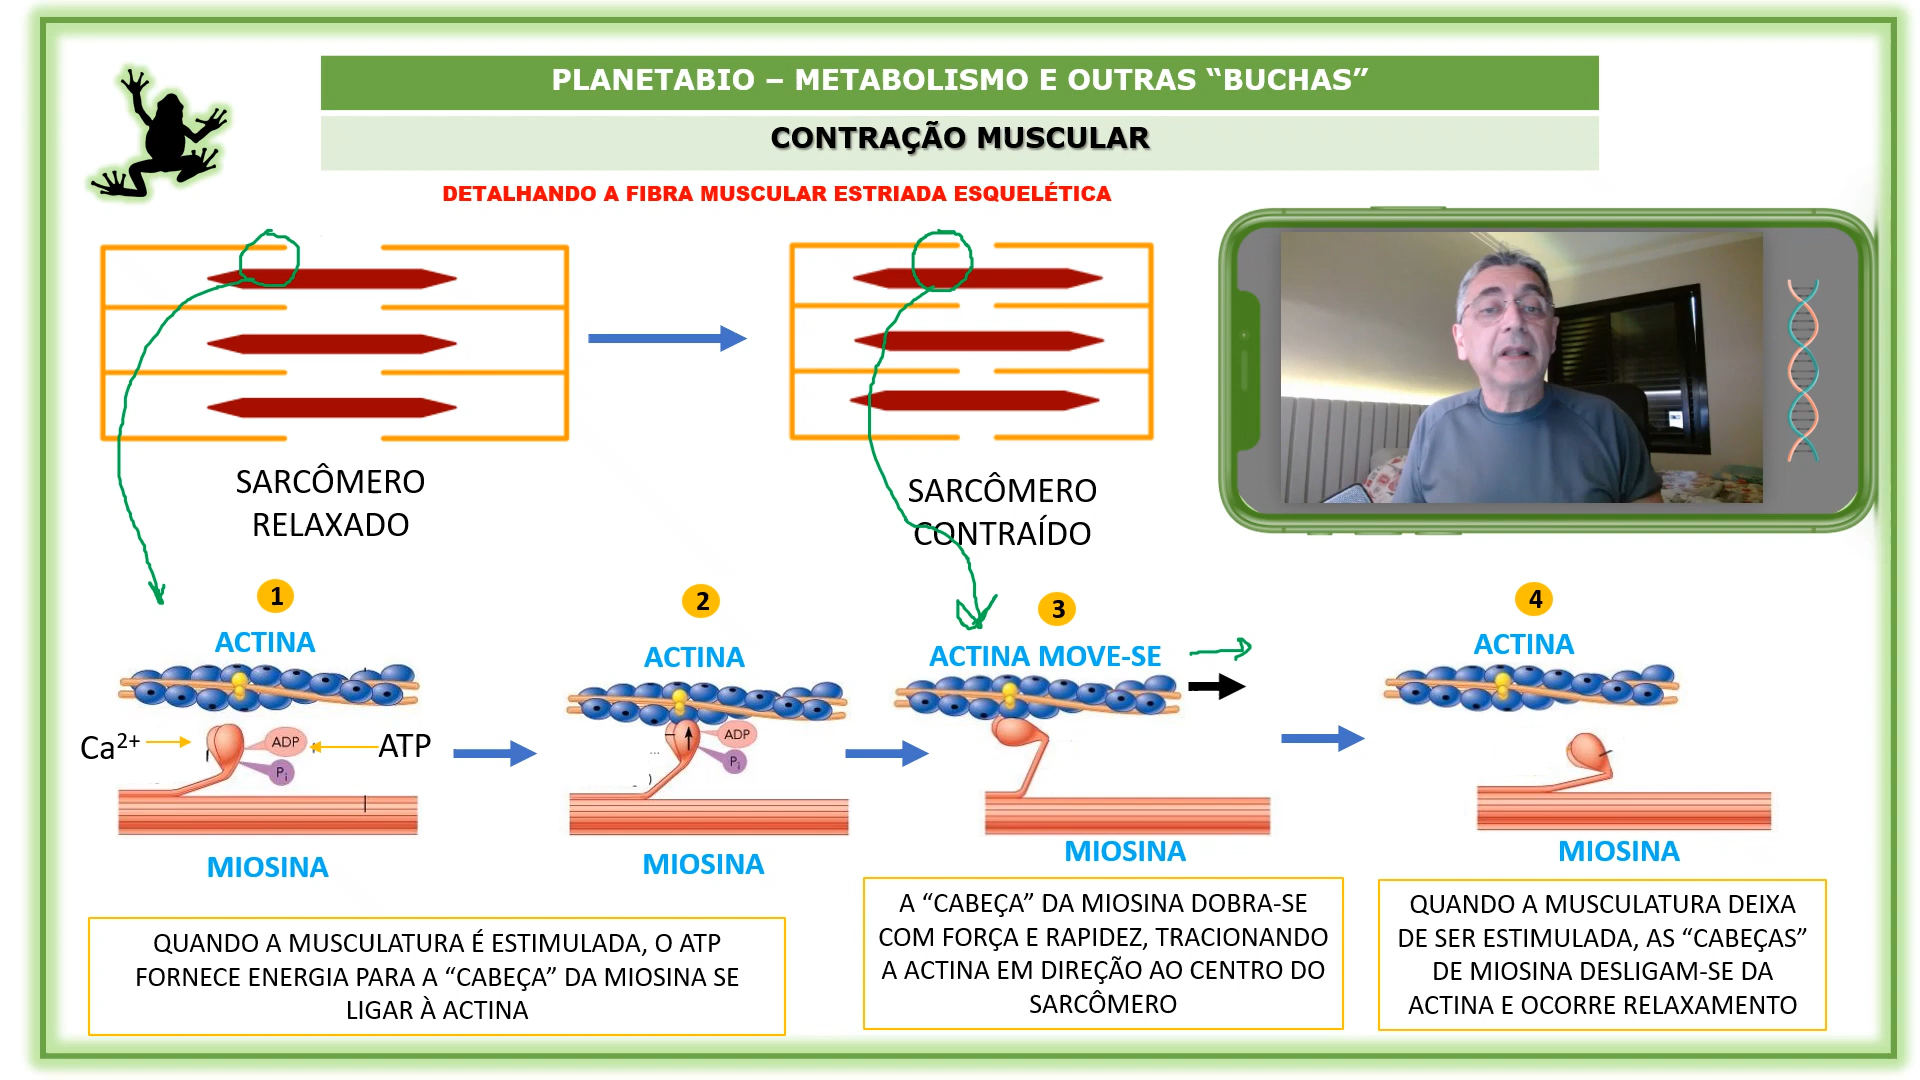 PLANETABIO – METABOLISMO E OUTRAS “BUCHAS”
CONTRAÇÃO MUSCULAR
DETALHANDO A FIBRA MUSCULAR ESTRIADA ESQUELÉTICA
SARCÔMERO
RELAXADO
SARCÔMERO
CONTRAÍDO
1
ACTINA
Ca2+
ADP
Pi
ATP
MIOSINA
2
ACTINA
ADP
Pi
MIOSINA
3
ACTINA MOVE-SE
MIOSINA
4
ACTINA
MIOSINA
QUANDO A MUSCULATURA É ESTIMULADA, O ATP
FORNECE ENERGIA PARA A “CABEÇA” DA MIOSINA SE
LIGAR À ACTINA
A “CABEÇA” DA MIOSINA DOBRA-SE
COM FORÇA E RAPIDEZ, TRACIONANDO
A ACTINA EM DIREÇÃO AO CENTRO DO
SARCÔMERO
QUANDO A MUSCULATURA DEIXA
DE SER ESTIMULADA, AS “CABEÇAS”
DE MIOSINA DESLIGAM-SE DA
ACTINA E OCORRE RELAXAMENTO